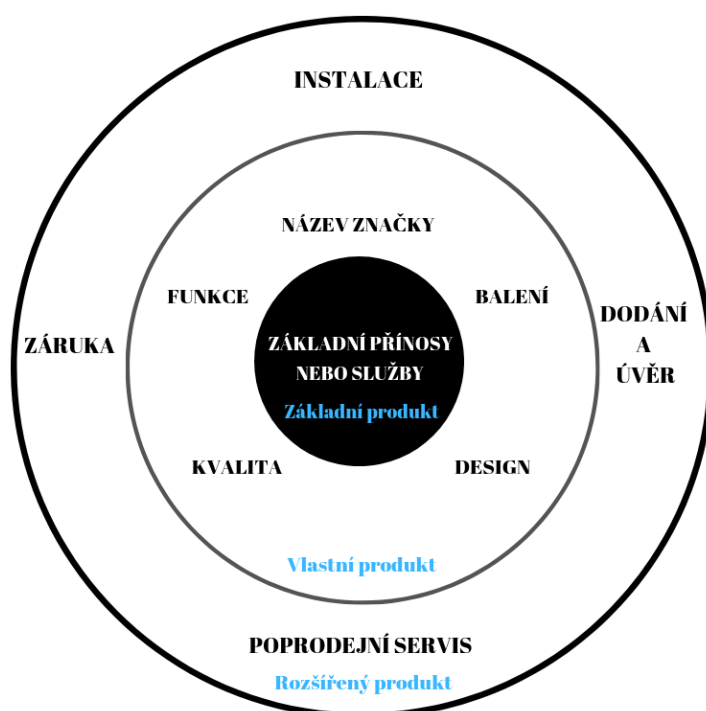 INSTALACE
NÁZEV ZNAČKY
FUNKCE
BALENÍ
ZÁRUKA
ZÁKLADNÍ PŘÍNOSY
NEBO SLUŽBY
Základní produkt
DODÁNÍ
A
ÚVĚR
KVALITA
DESIGN
Vlastní produkt
POPRODEJNÍ SERVIS
Rozšířený produkt